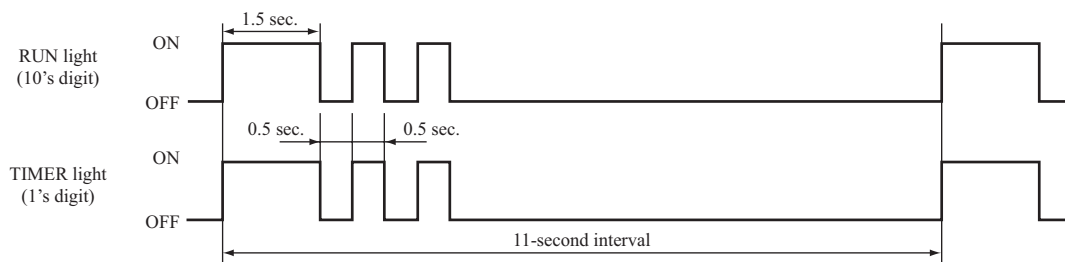 1.5 sec.
ON
RUN light
(10's digit)
OFF
0.5 sec.
0.5 sec.
ON
TIMER light
(1's digit)
OFF
11-second interval